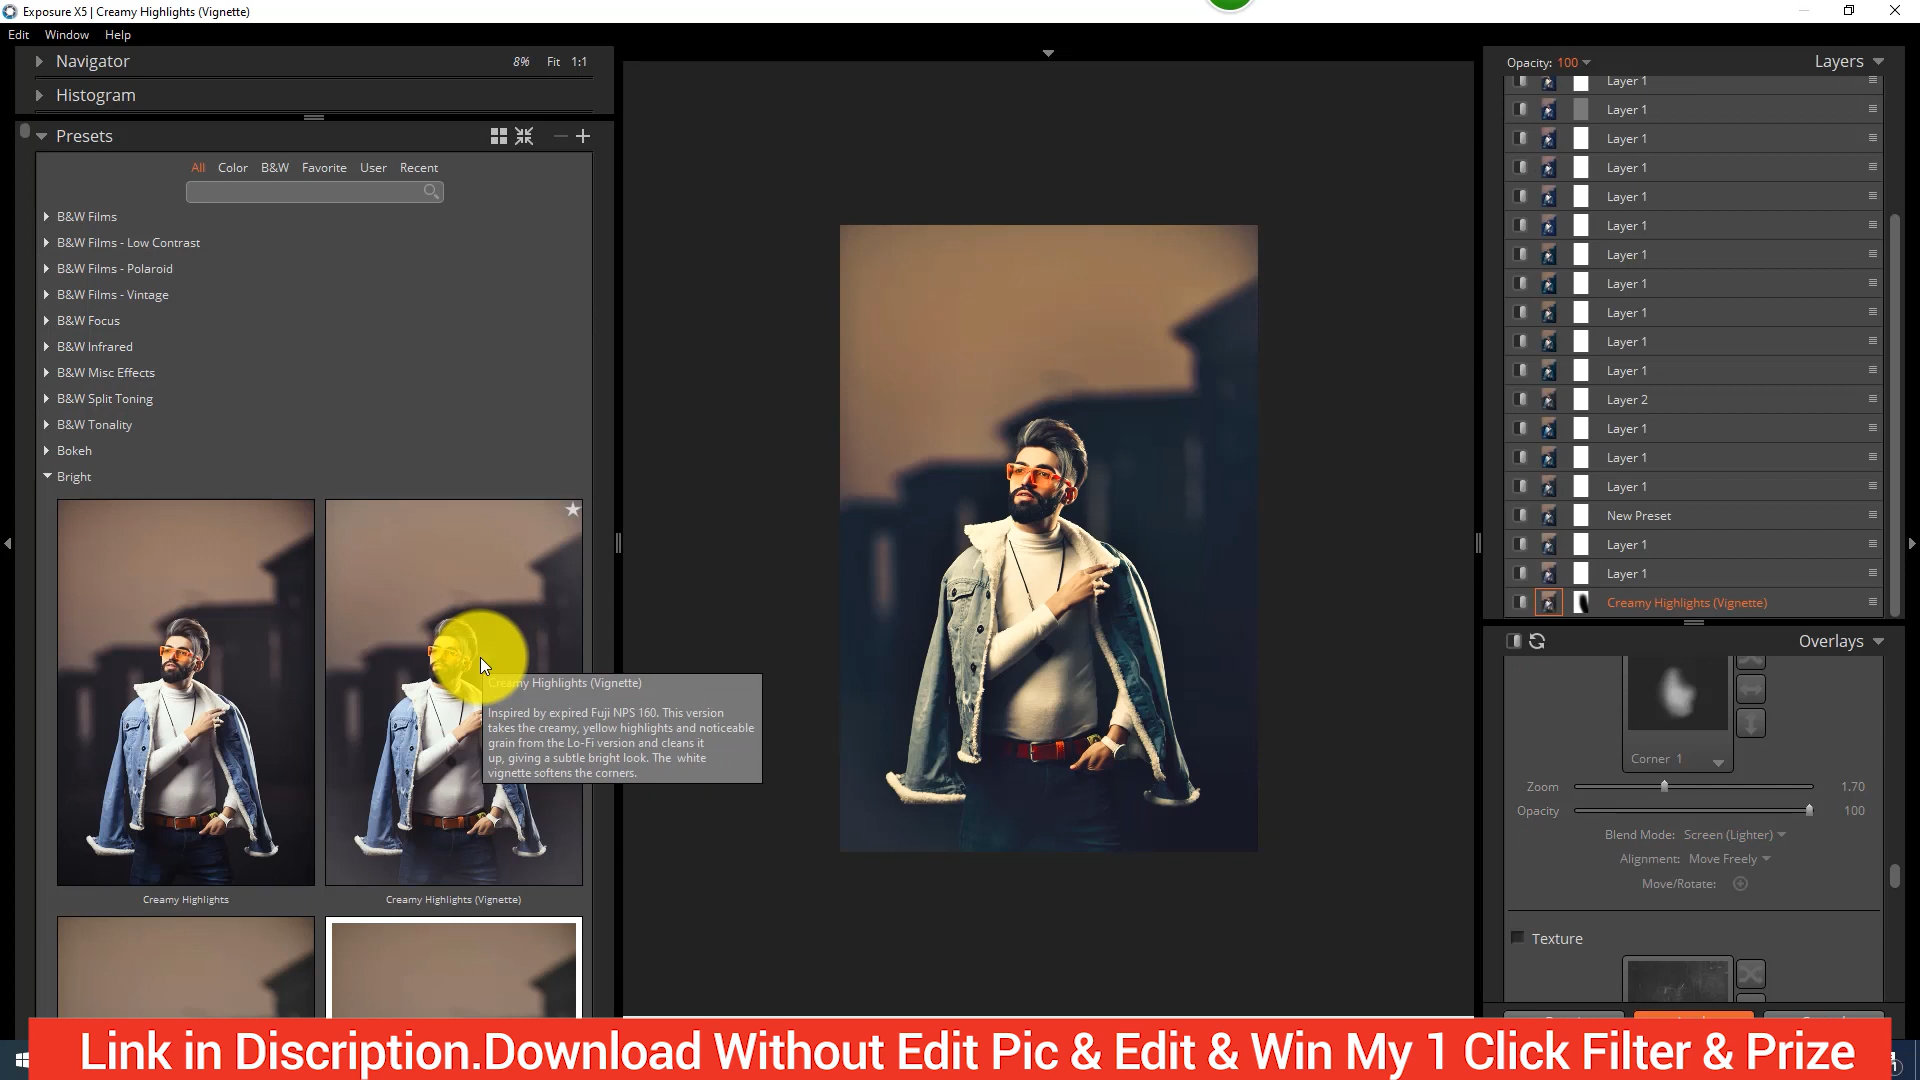 Exposure X5 | Creamy Highlights (Vignette)
Edit Window Help
Navigator 8% Fit 1:1
Histogram
Presets
All Color B&W Favorite User Recent
B&W Films
B&W Films - Low Contrast
B&W Films - Polaroid
B&W Films - Vintage
B&W Focus
B&W Infrared
B&W Misc Effects
B&W Split Toning
B&W Tonality
Bokeh
Bright
Creamy Highlights (Vignette)
Inspired by expired Fuji NPS 160. This version
takes the creamy, yellow highlights and noticeable
grain from the Lo-Fi version and cleans it
up, giving a subtle bright look. The white
vignette softens the corners.
Creamy Highlights
Creamy Highlights (Vignette)
Opacity: 100 Layers
Layer 1
Layer 1
Layer 1
Layer 1
Layer 1
Layer 1
Layer 1
Layer 1
Layer 1
Layer 1
Layer 1
Layer 2
Layer 1
Layer 1
Layer 1
New Preset
Layer 1
Layer 1
Creamy Highlights (Vignette)
Overlays
Corner 1
Zoom 1.70
Opacity 100
Blend Mode: Screen (Lighter)
Alignment: Move Freely
Move/Rotate:
Texture
Link in Discription.Download Without Edit Pic & Edit & Win My 1 Click Filter & Prize